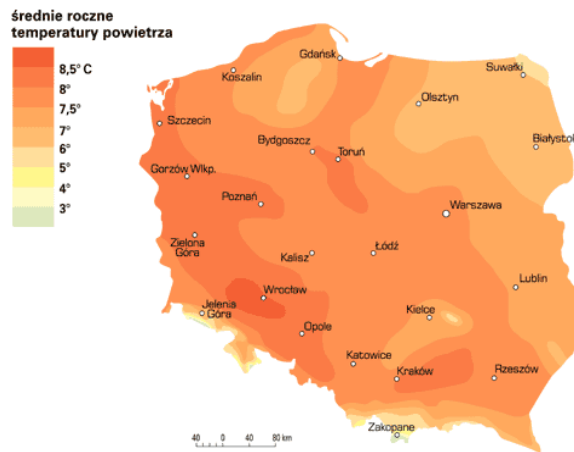 średnie roczne
temperatury powietrza
8,5° C
8°
7,5°
7°
6°
5°
4°
3°
Gdańsk
Koszalin
Suwałki
Olsztyn
Szczecin
Białystok
Bydgoszcz
Toruń
Gorzów Wlkp.
Poznań
Warszawa
Zielona
Góra
Kalisz
Łódź
Lublin
Wrocław
Jelenia
Góra
Kielce
Opole
Katowice
Kraków
Rzeszów
Zakopane
40 0 40 80 km